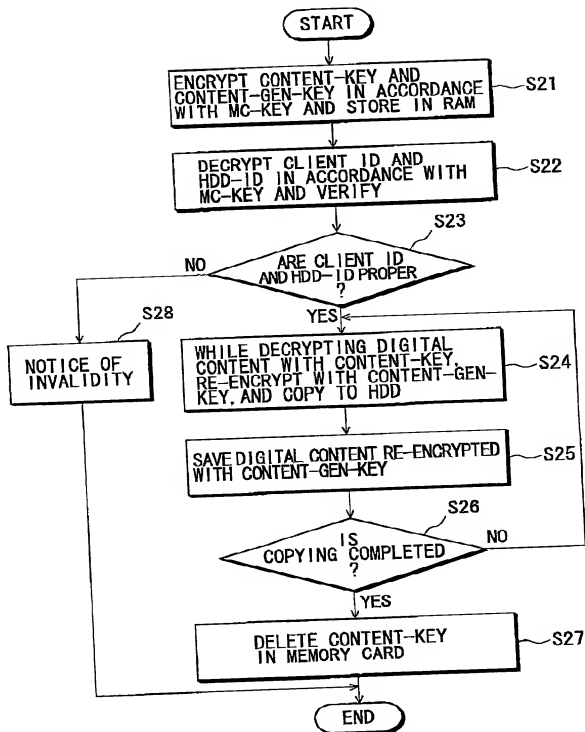 START
ENCRYPT CONTENT-KEY AND
CONTENT-GEN-KEY IN ACCORDANCE
WITH MC-KEY AND STORE IN RAM
S21
DECRYPT CLIENT ID AND
HDD-ID IN ACCORDANCE WITH
MC-KEY AND VERIFY
S22
S23
ARE CLIENT ID
AND HDD-ID PROPER
?
NO
YES
S28
NOTICE OF
INVALIDITY
WHILE DECRYPTING DIGITAL
CONTENT WITH CONTENT-KEY,
RE-ENCRYPT WITH CONTENT-GEN-
KEY, AND COPY TO HDD
S24
SAVE DIGITAL CONTENT RE-ENCRYPTED
WITH CONTENT-GEN-KEY
S25
S26
IS
COPYING COMPLETED
?
NO
YES
DELETE CONTENT-KEY
IN MEMORY CARD
S27
END